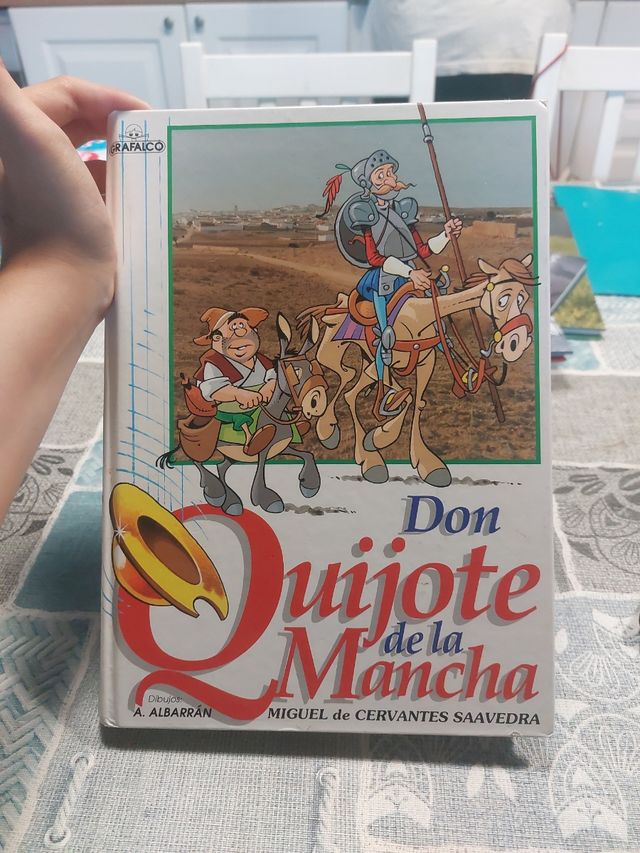 GRAFALCO
Don
Quijote
de la
Mancha
Dibujos:
A. ALBARRÁN
MIGUEL de CERVANTES SAAVEDRA